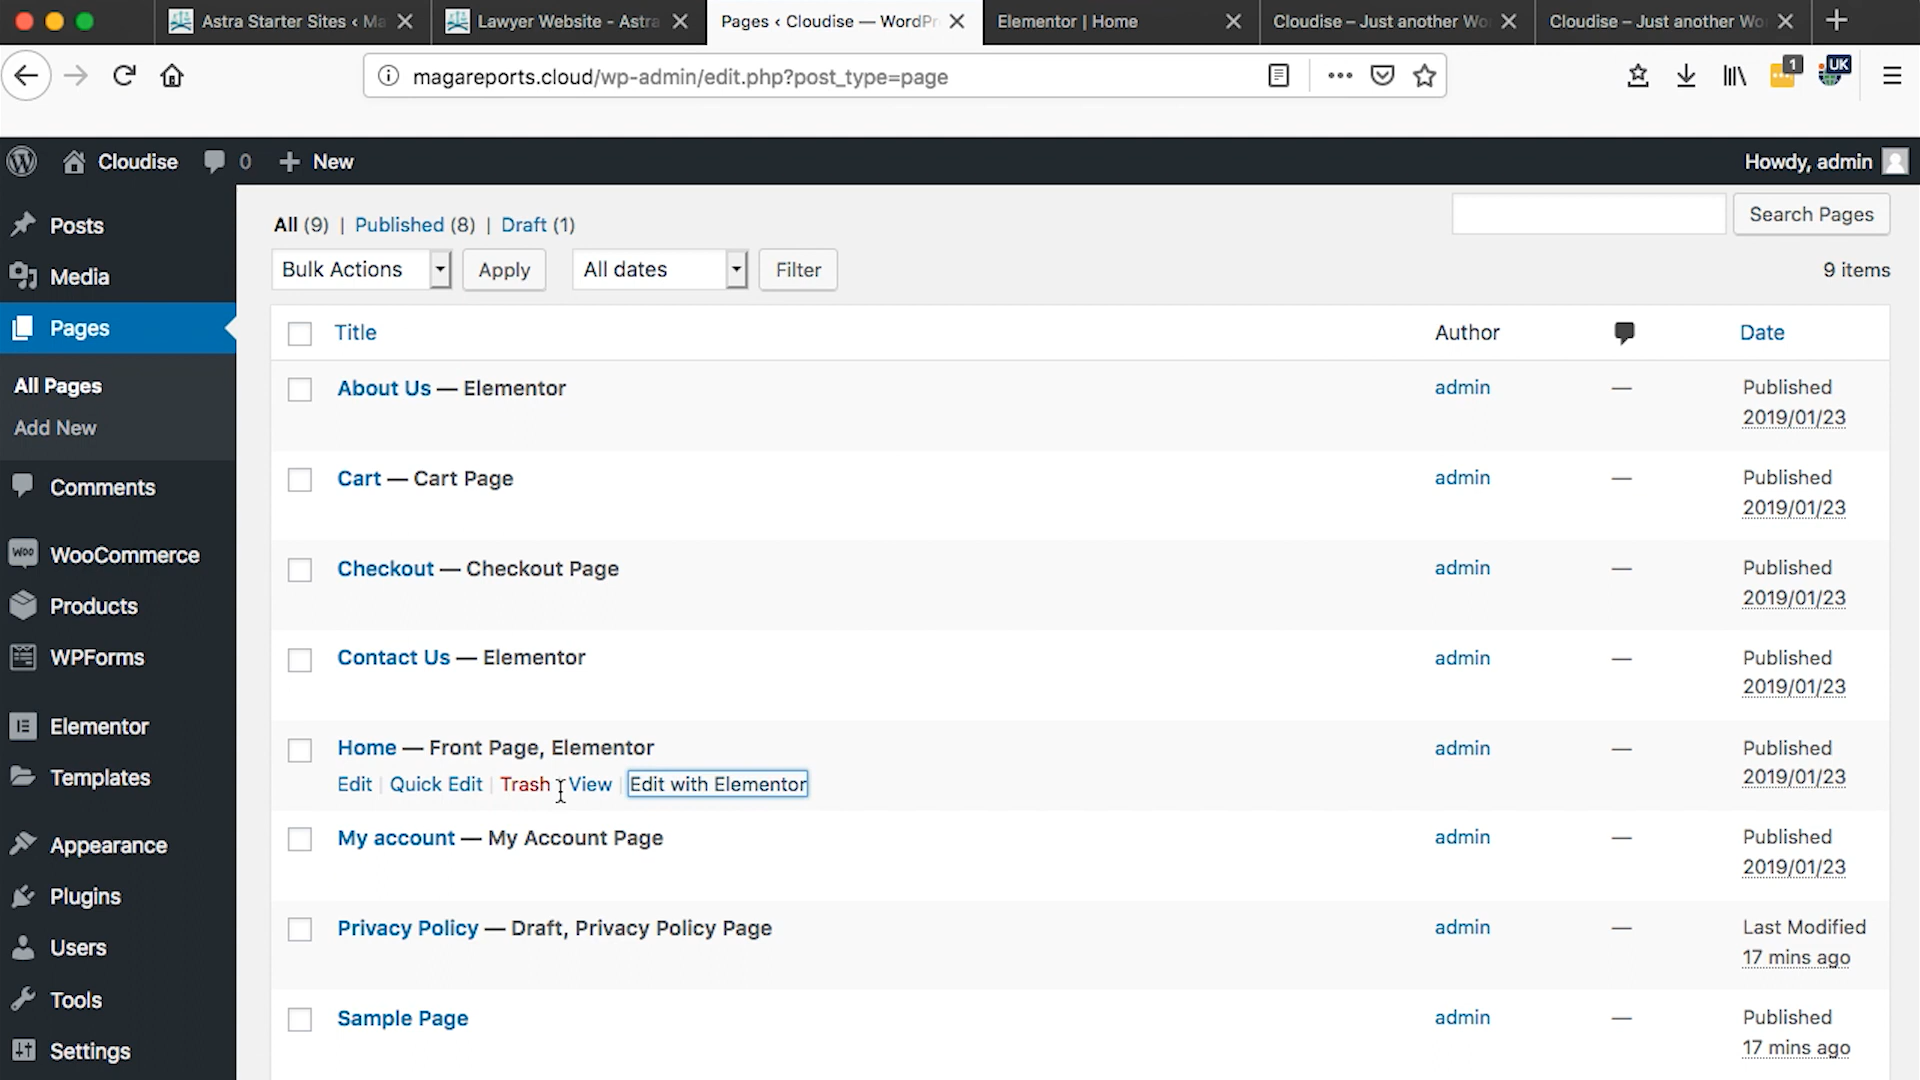 Astra Starter Sites ‹ Ma
Lawyer Website - Astra
Pages ‹ Cloudise — WordPr
Elementor | Home
Cloudise – Just another Wo
Cloudise – Just another Wo
magareports.cloud/wp-admin/edit.php?post_type=page
1
UK
Cloudise
0
New
Howdy, admin
Posts
Media
Pages
All Pages
Add New
Comments
WooCommerce
Products
WPForms
Elementor
Templates
Appearance
Plugins
Users
Tools
Settings
All (9) | Published (8) | Draft (1)
Search Pages
Bulk Actions
Apply
All dates
Filter
9 items
Title
Author
Date
About Us — Elementor
admin
—
Published
2019/01/23
Cart — Cart Page
admin
—
Published
2019/01/23
Checkout — Checkout Page
admin
—
Published
2019/01/23
Contact Us — Elementor
admin
—
Published
2019/01/23
Home — Front Page, Elementor
Edit | Quick Edit | Trash | View | Edit with Elementor
admin
—
Published
2019/01/23
My account — My Account Page
admin
—
Published
2019/01/23
Privacy Policy — Draft, Privacy Policy Page
admin
—
Last Modified
17 mins ago
Sample Page
admin
—
Published
17 mins ago